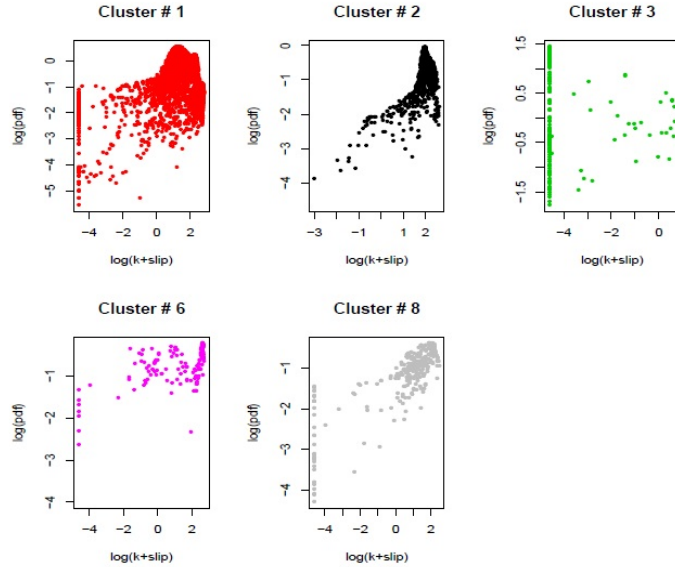 Cluster # 1
Cluster # 2
Cluster # 3
log(pdf)
0
-1
-2
-3
-4
-5
-4 -2 0 2
log(k+slip)
log(pdf)
0
-1
-2
-3
-4
-3 -2 -1 0 1 2
log(k+slip)
log(pdf)
1.5
0.5
-0.5
-1.5
-4 -2 0
log(k+slip)
Cluster # 6
Cluster # 8
log(pdf)
-1
-2
-3
-4
-4 -2 0 2
log(k+slip)
log(pdf)
-1
-2
-3
-4
-4 -2 0 2
log(k+slip)